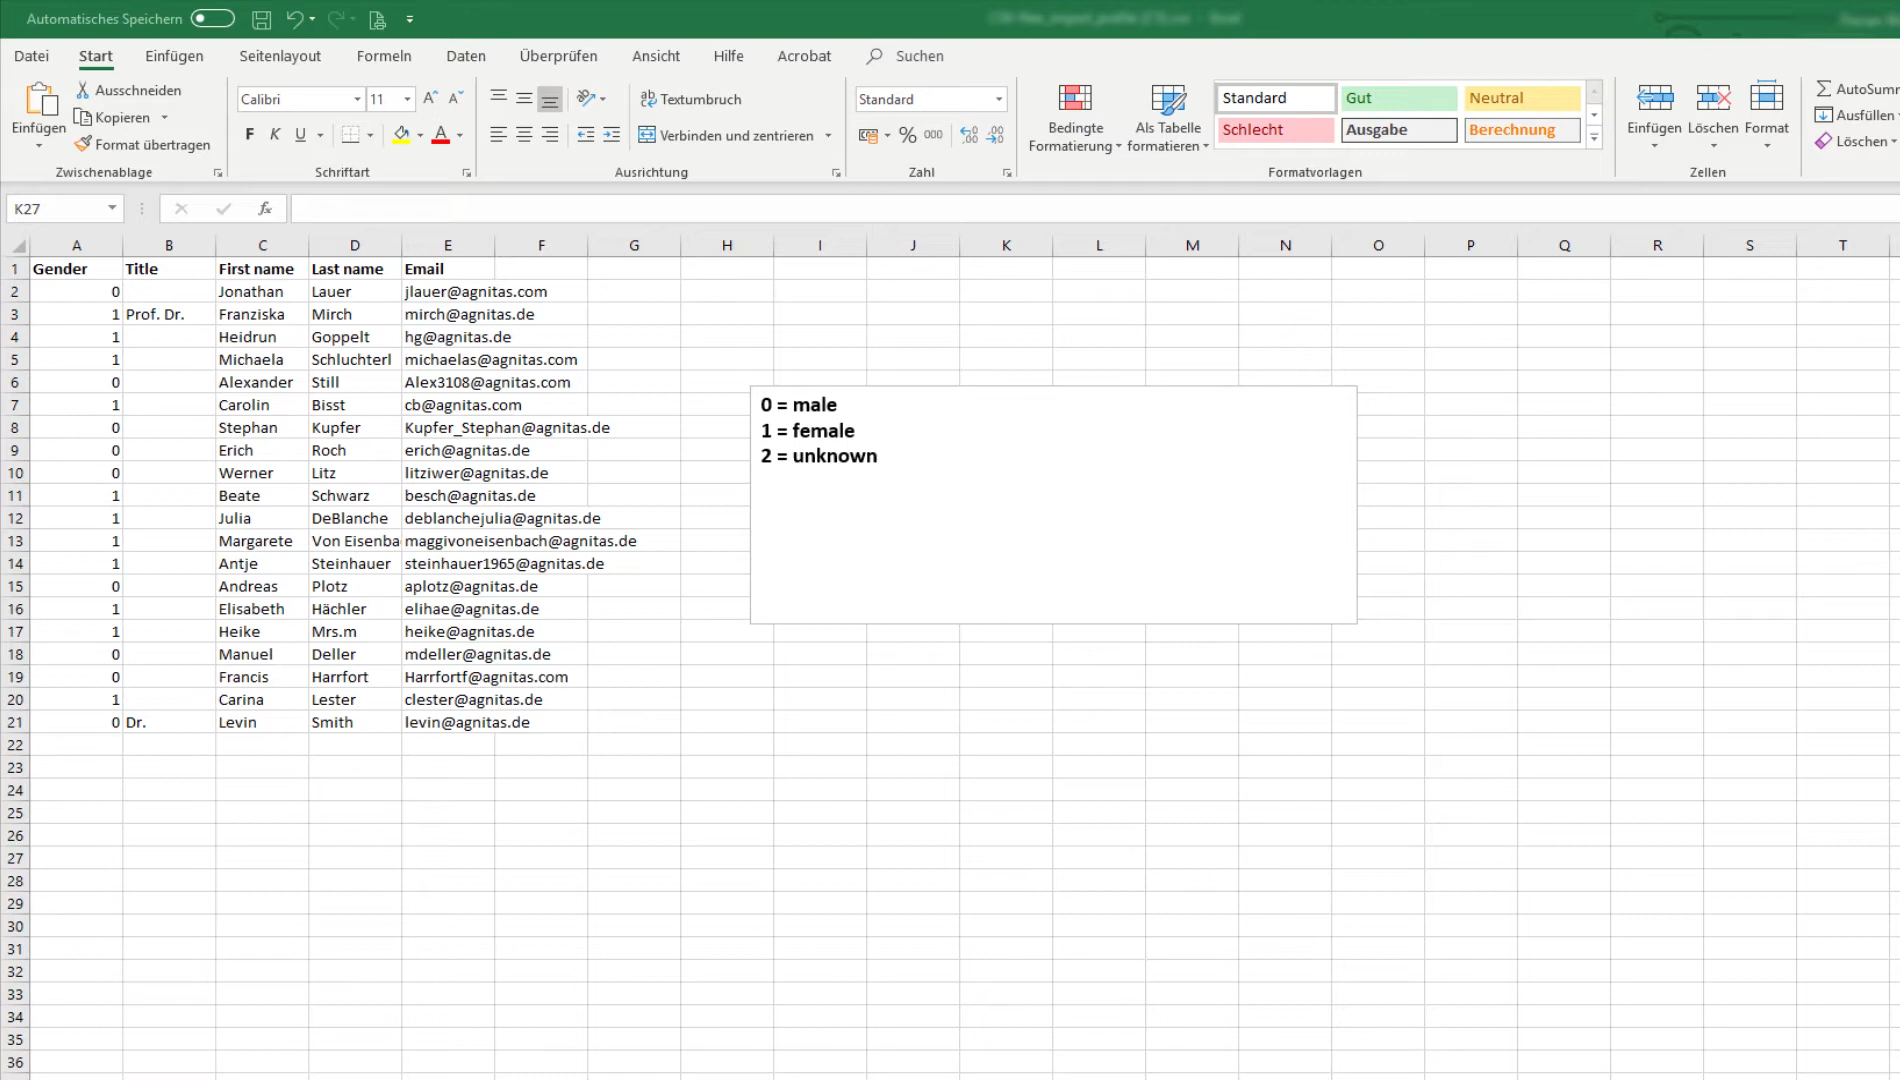 Automatisches Speichern
Datei Start Einfügen Seitenlayout Formeln Daten Überprüfen Ansicht Hilfe Acrobat Suchen
Einfügen
Ausschneiden
Kopieren
Format übertragen
Zwischenablage
Calibri 11
F K U A
Schriftart
Textumbruch
Verbinden und zentrieren
Ausrichtung
Standard
% 000
Zahl
Bedingte Formatierung
Als Tabelle formatieren
Standard Gut Neutral
Schlecht Ausgabe Berechnung
Formatvorlagen
Einfügen Löschen Format
Zellen
Ausfüllen
Löschen
K27 fx
A B C D E F G H I J K L M N O P Q R S T
1 Gender Title First name Last name Email
2 0 Jonathan Lauer jlauer@agnitas.com
3 1 Prof. Dr. Franziska Mirch mirch@agnitas.de
4 1 Heidrun Goppelt hg@agnitas.de
5 1 Michaela Schluchterl michaelas@agnitas.com
6 0 Alexander Still Alex3108@agnitas.com
7 1 Carolin Bisst cb@agnitas.com
8 0 Stephan Kupfer Kupfer_Stephan@agnitas.de
9 0 Erich Roch erich@agnitas.de
10 0 Werner Litz litziwer@agnitas.de
11 1 Beate Schwarz besch@agnitas.de
12 1 Julia DeBlanche deblanchejulia@agnitas.de
13 1 Margarete Von Eisenba maggivoneisenbach@agnitas.de
14 1 Antje Steinhauer steinhauer1965@agnitas.de
15 0 Andreas Plotz aplotz@agnitas.de
16 1 Elisabeth Hächler elihae@agnitas.de
17 1 Heike Mrs.m heike@agnitas.de
18 0 Manuel Deller mdeller@agnitas.de
19 0 Francis Harrfort Harrfortf@agnitas.com
20 1 Carina Lester clester@agnitas.de
21 0 Dr. Levin Smith levin@agnitas.de
22
23
24
25
26
27
28
29
30
31
32
33
34
35
36
0 = male
1 = female
2 = unknown